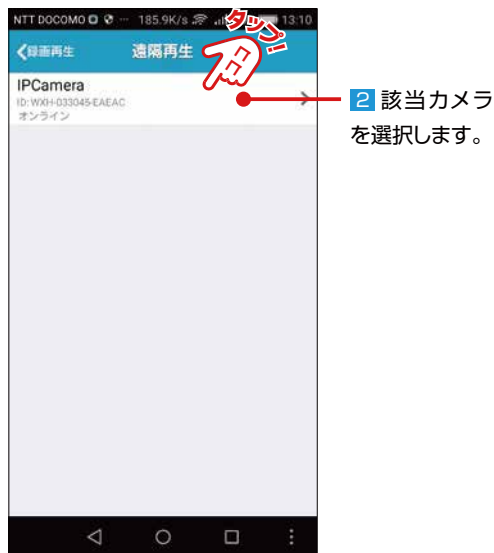 NTT DOCOMO ··· 185.9K/s 13:10
タップ!
録画再生 遠隔再生
IPCamera
ID: WXH-033045-EAEAC
オンライン
2 該当カメラ
を選択します。